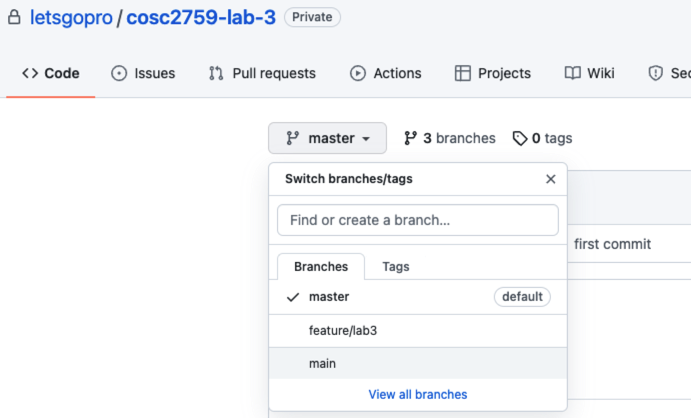 letsgopro / cosc2759-lab-3 Private
Code Issues Pull requests Actions Projects Wiki
master 3 branches 0 tags
Switch branches/tags
Find or create a branch...
first commit
Branches Tags
master default
feature/lab3
main
View all branches